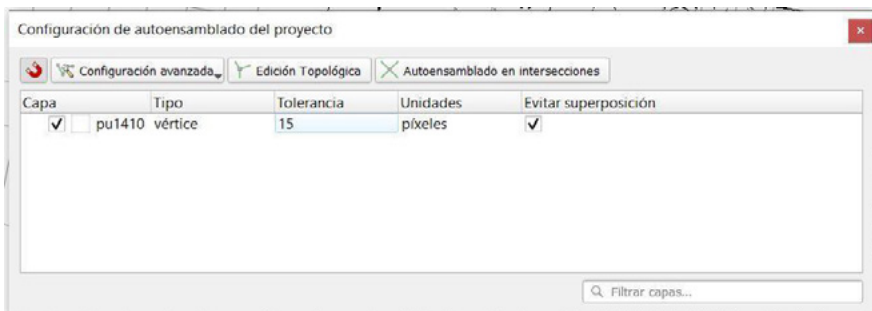 Configuración de autoensamblado del proyecto
Configuración avanzada Edición Topológica Autoensamblado en intersecciones
Capa Tipo Tolerancia Unidades Evitar superposición
pu1410 vértice 15 píxeles
Filtrar capas...